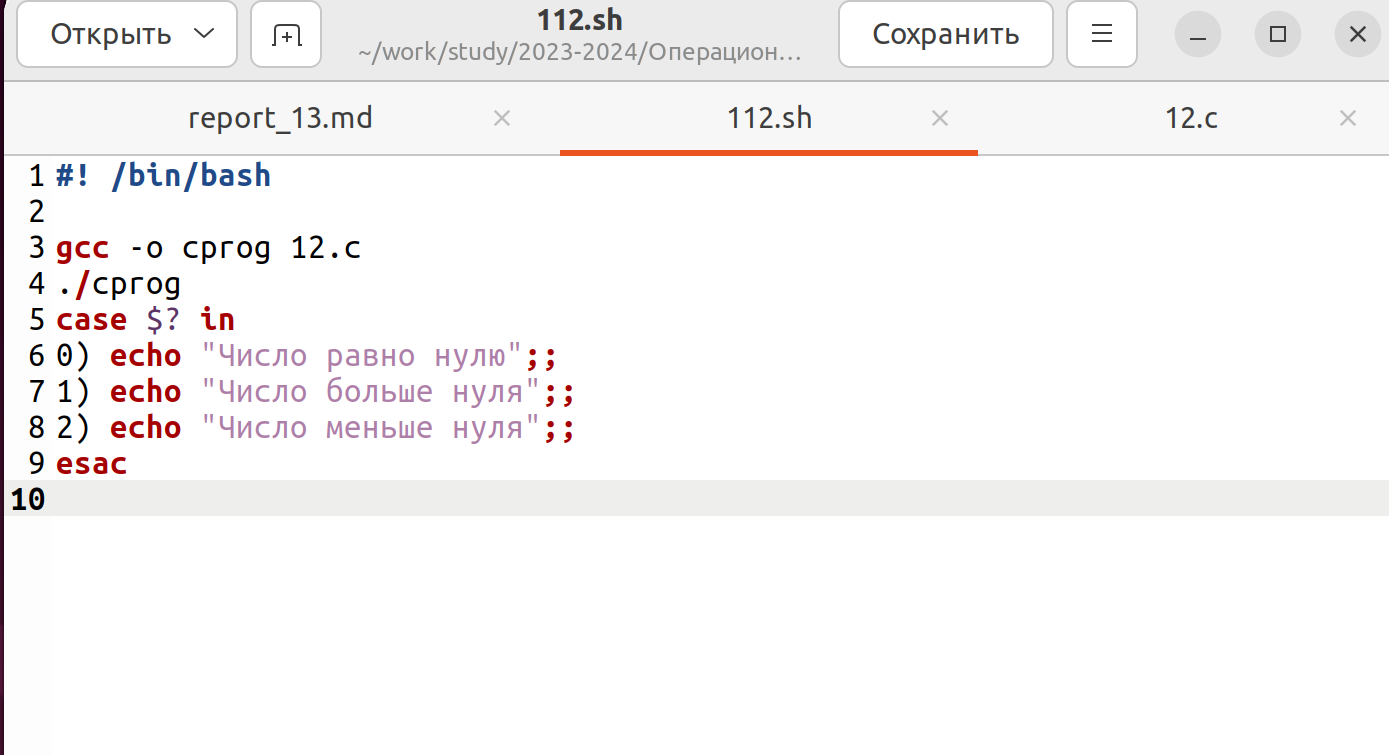 Открыть
112.sh
~/work/study/2023-2024/Операцион…
Сохранить
report_13.md
112.sh
12.c
1 #! /bin/bash
2
3 gcc -o cprog 12.c
4 ./cprog
5 case $? in
6 0) echo "Число равно нулю";;
7 1) echo "Число больше нуля";;
8 2) echo "Число меньше нуля";;
9 esac
10